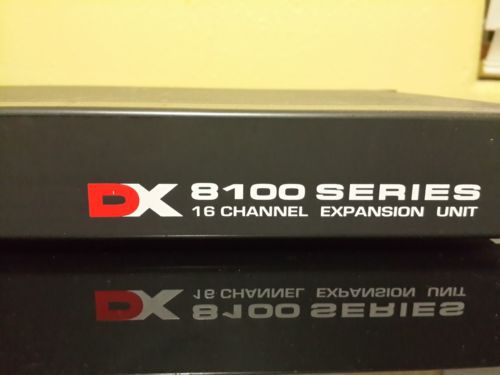 DX 8100 SERIES
16 CHANNEL EXPANSION UNIT